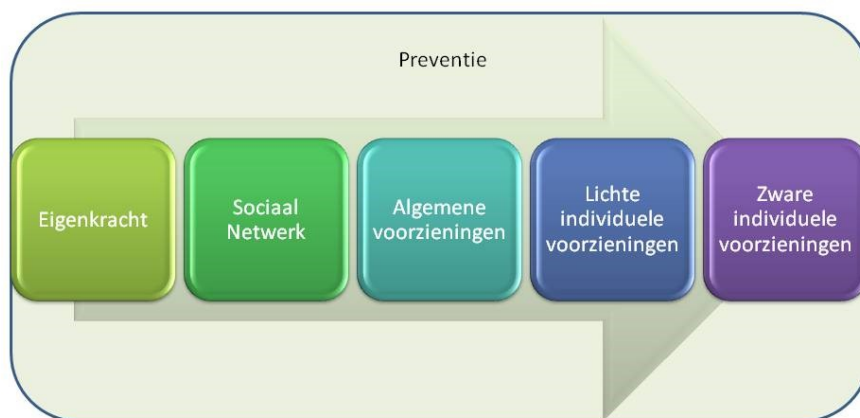 Preventie
Eigenkracht
Sociaal
Netwerk
Algemene
voorzieningen
Lichte
individuele
voorzieningen
Zware
individuele
voorzieningen